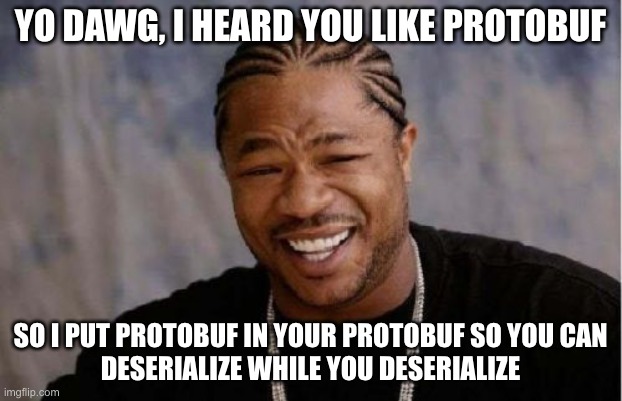 YO DAWG, I HEARD YOU LIKE PROTOBUF
SO I PUT PROTOBUF IN YOUR PROTOBUF SO YOU CAN
DESERIALIZE WHILE YOU DESERIALIZE
imgflip.com